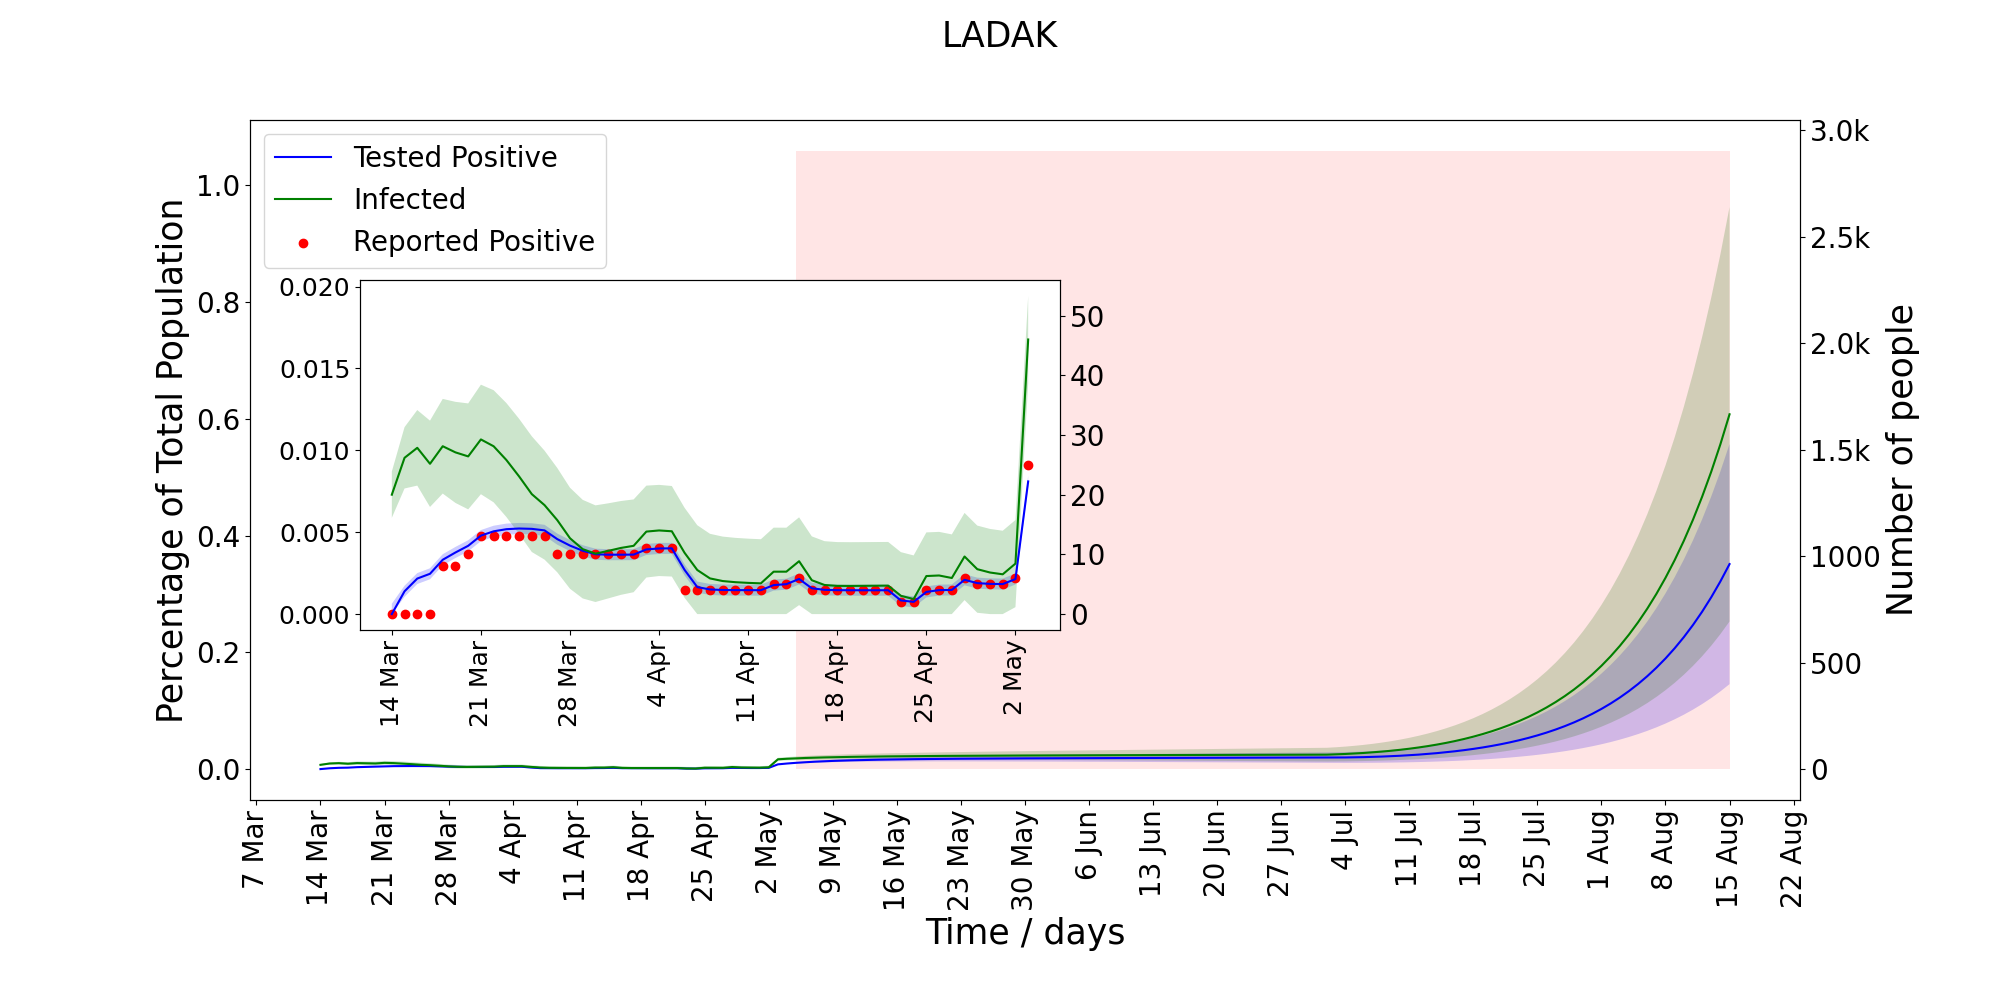 LADAK
Tested Positive
Infected
Reported Positive
Percentage of Total Population
1.0
0.8
0.6
0.4
0.2
0.0
3.0k
2.5k
2.0k
1.5k
1000
500
0
Number of people
0.020
0.015
0.010
0.005
0.000
50
40
30
20
10
0
14 Mar
21 Mar
28 Mar
4 Apr
11 Apr
18 Apr
25 Apr
2 May
7 Mar
14 Mar
21 Mar
28 Mar
4 Apr
11 Apr
18 Apr
25 Apr
2 May
9 May
16 May
23 May
30 May
6 Jun
13 Jun
20 Jun
27 Jun
4 Jul
11 Jul
18 Jul
25 Jul
1 Aug
8 Aug
15 Aug
22 Aug
Time / days